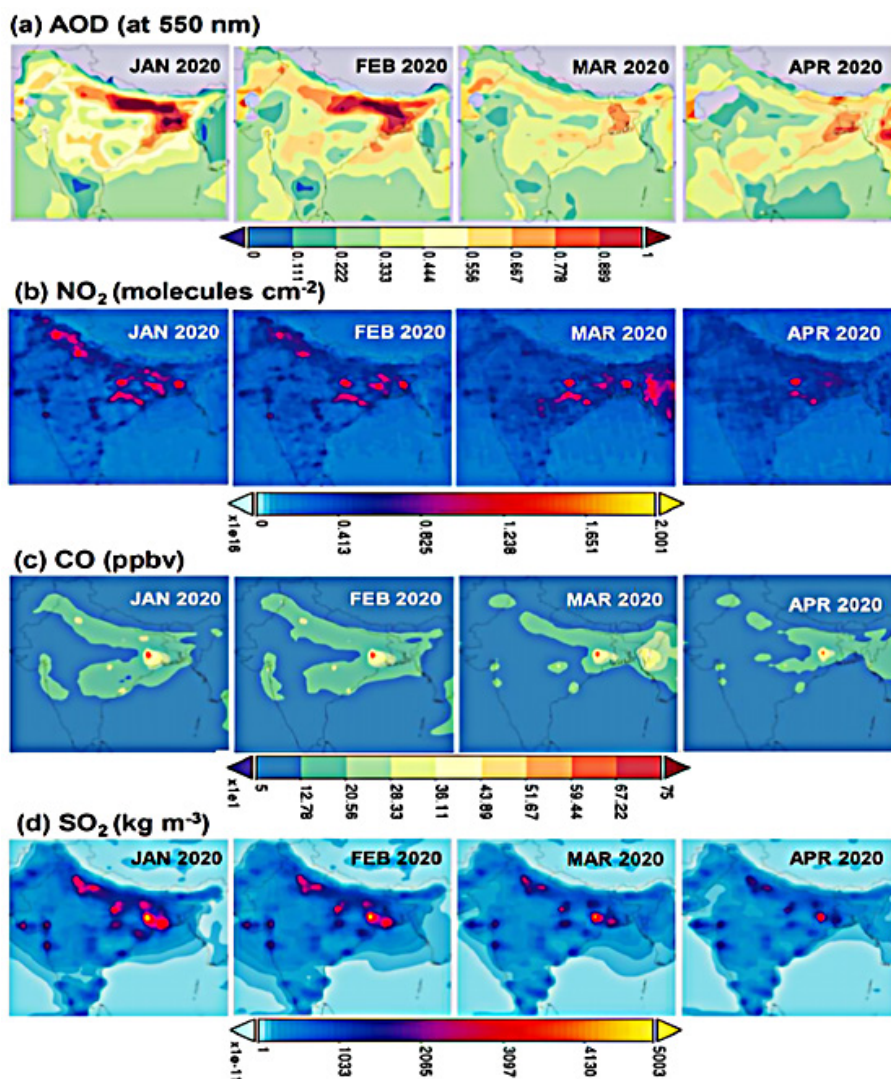 (a) AOD (at 550 nm)
JAN 2020 FEB 2020 MAR 2020 APR 2020
0 0.111 0.222 0.333 0.444 0.556 0.667 0.778 0.889 1
(b) NO₂ (molecules cm⁻²)
JAN 2020 FEB 2020 MAR 2020 APR 2020
x1e16 0 0.413 0.825 1.238 1.651 2.001
(c) CO (ppbv)
JAN 2020 FEB 2020 MAR 2020 APR 2020
x1e1 5 12.78 20.56 28.33 36.11 43.89 51.67 59.44 67.22 75
(d) SO₂ (kg m⁻³)
JAN 2020 FEB 2020 MAR 2020 APR 2020
x1e-11 1 1033 2065 3097 4130 5003